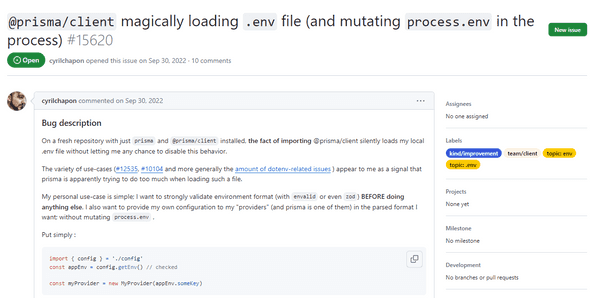 @prisma/client magically loading .env file (and mutating process.env in the
process) #15620
New issue
Open
cyrilchapon opened this issue on Sep 30, 2022 · 10 comments
cyrilchapon commented on Sep 30, 2022
...
Bug description
On a fresh repository with just prisma and @prisma/client installed, the fact of importing @prisma/client silently loads my local
.env file without letting me any chance to disable this behavior.
The variety of use-cases (#12535, #10104 and more generally the amount of dotenv-related issues ) appear to me as a signal that
prisma is apparently trying to do too much when loading such a file.
My personal use-case is simple; I want to strongly validate environment format (with envalid or even zod ) BEFORE doing
anything else. I also want to provide my own configuration to my "providers" (and prisma is one of them) in the parsed format I
want; without mutating process.env .
Put simply :
import { config } = './config'
const appEnv = config.getEnv() // checked
const myProvider = new MyProvider(appEnv.someKey)
Assignees
No one assigned
Labels
kind/improvement team/client topic: env
topic: .env
Projects
None yet
Milestone
No milestone
Development
No branches or pull requests